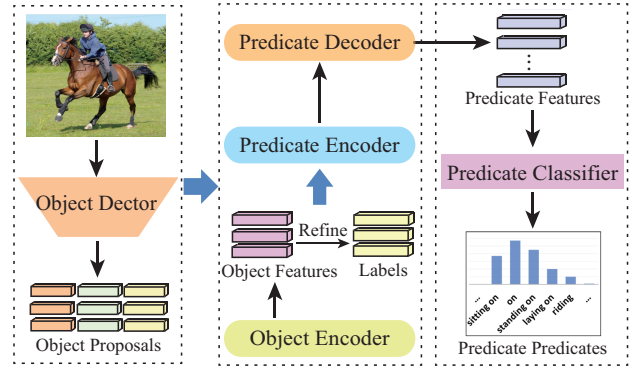 Object Dector
Object Proposals
Predicate Decoder
Predicate Encoder
Refine
Object Features
Labels
Object Encoder
Predicate Features
Predicate Classifier
...
sitting on
on
standing on
laying on
riding
...
Predicate Predicates